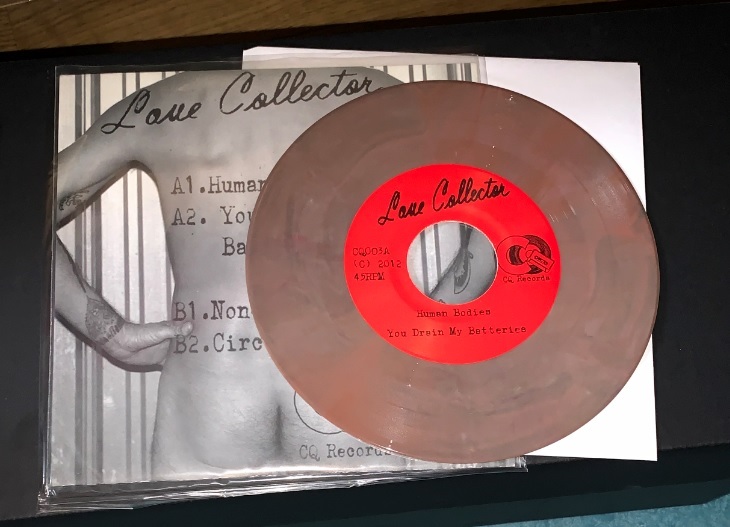 Love Collector
A1.Human
A2. You
Ba
B1.Non
B2.Circ
CQ Records
Love Collector
CQ003A
(C) 2012
45RPM
CQ Records
Human Bodies
You Drain My Batteries